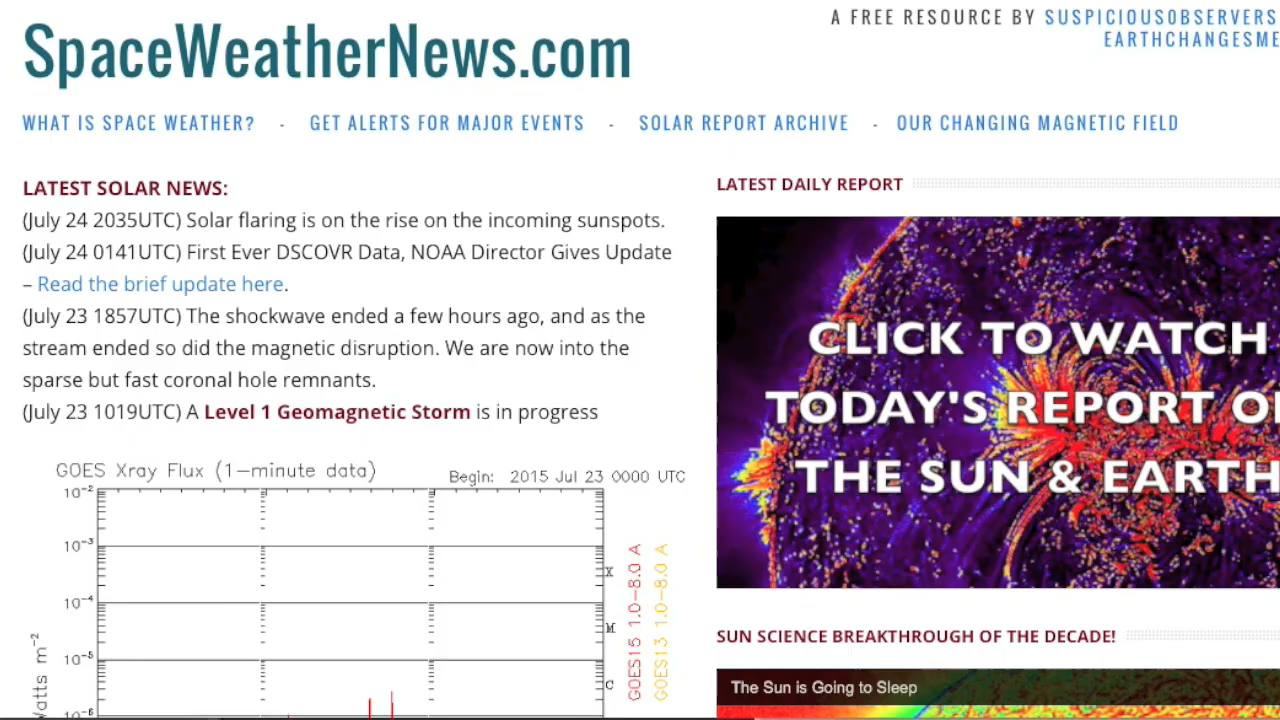 A FREE RESOURCE BY SUSPICIOUSOBSERVERS
EARTHCHANGESME
SpaceWeatherNews.com
WHAT IS SPACE WEATHER? - GET ALERTS FOR MAJOR EVENTS - SOLAR REPORT ARCHIVE - OUR CHANGING MAGNETIC FIELD
LATEST SOLAR NEWS:
(July 24 2035UTC) Solar flaring is on the rise on the incoming sunspots.
(July 24 0141UTC) First Ever DSCOVR Data, NOAA Director Gives Update
– Read the brief update here.
(July 23 1857UTC) The shockwave ended a few hours ago, and as the
stream ended so did the magnetic disruption. We are now into the
sparse but fast coronal hole remnants.
(July 23 1019UTC) A Level 1 Geomagnetic Storm is in progress
GOES Xray Flux (1-minute data)
Begin: 2015 Jul 23 0000 UTC
10-2
10-3
10-4
10-5
10-6
Watts m-2
X
M
C
GOES15 1.0-8.0 A
GOES13 1.0-8.0 A
LATEST DAILY REPORT
CLICK TO WATCH
TODAY'S REPORT O
THE SUN & EARTH
SUN SCIENCE BREAKTHROUGH OF THE DECADE!
The Sun is Going to Sleep